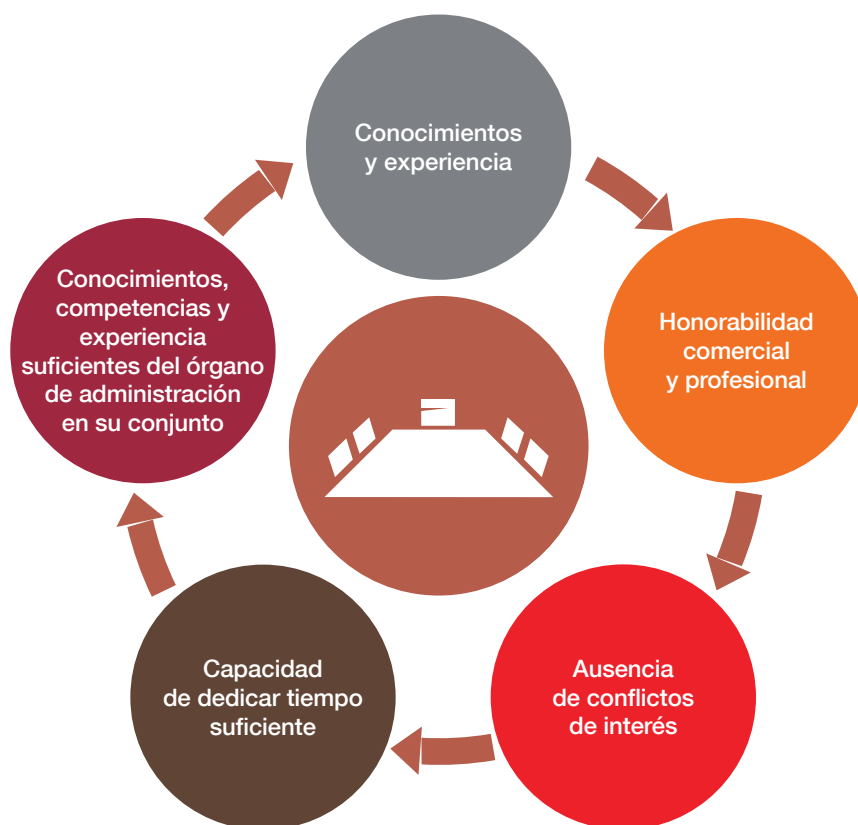 Conocimientos
y experiencia
Honorabilidad
comercial
y profesional
Ausencia
de conflictos
de interés
Capacidad
de dedicar tiempo
suficiente
Conocimientos,
competencias y
experiencia
suficientes del órgano
de administración
en su conjunto